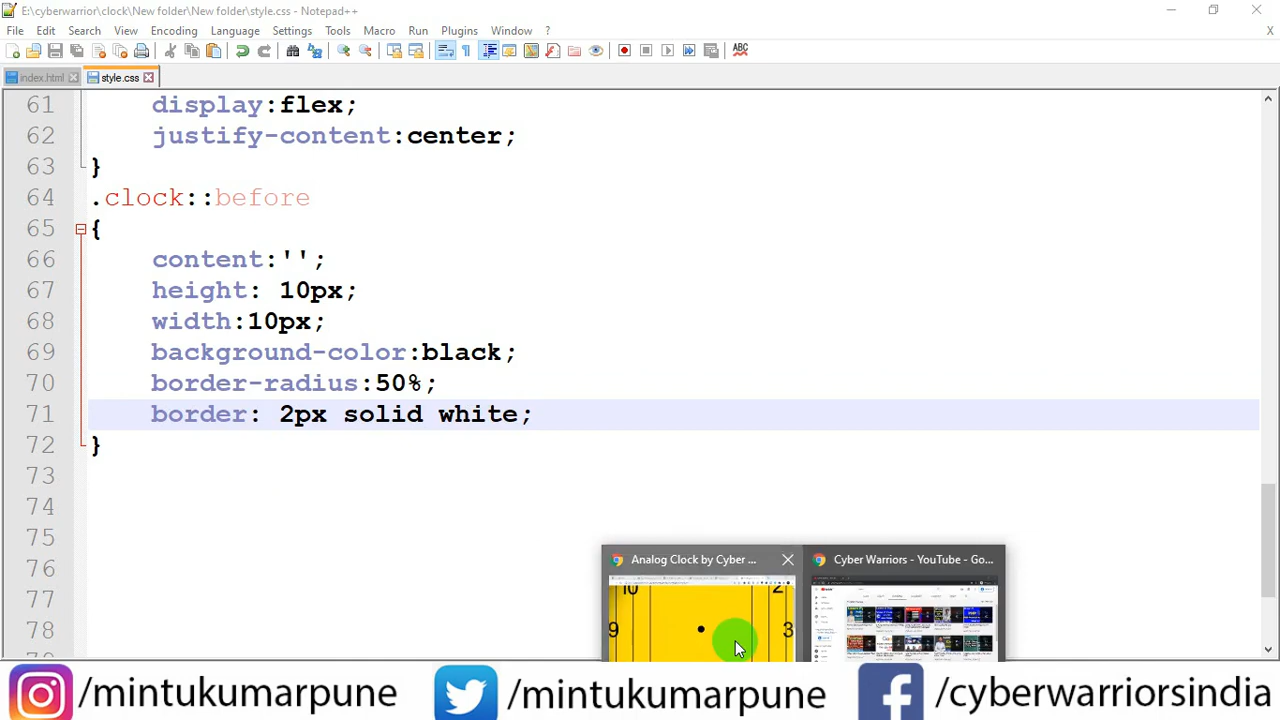 E:\cyberwarrior\clock\New folder\New folder\style.css - Notepad++
File Edit Search View Encoding Language Settings Tools Macro Run Plugins Window ? X
ABC
index.html style.css
61 display:flex;
62 justify-content:center;
63 }
64 .clock::before
65 {
66 content:'';
67 height: 10px;
68 width:10px;
69 background-color:black;
70 border-radius:50%;
71 border: 2px solid white;
72 }
73
74
75
76
77
78
79
Analog Clock by Cyber ... Cyber Warriors - YouTube - Go...
10 2
9 3
/mintukumarpune /mintukumarpune /cyberwarriorsindia